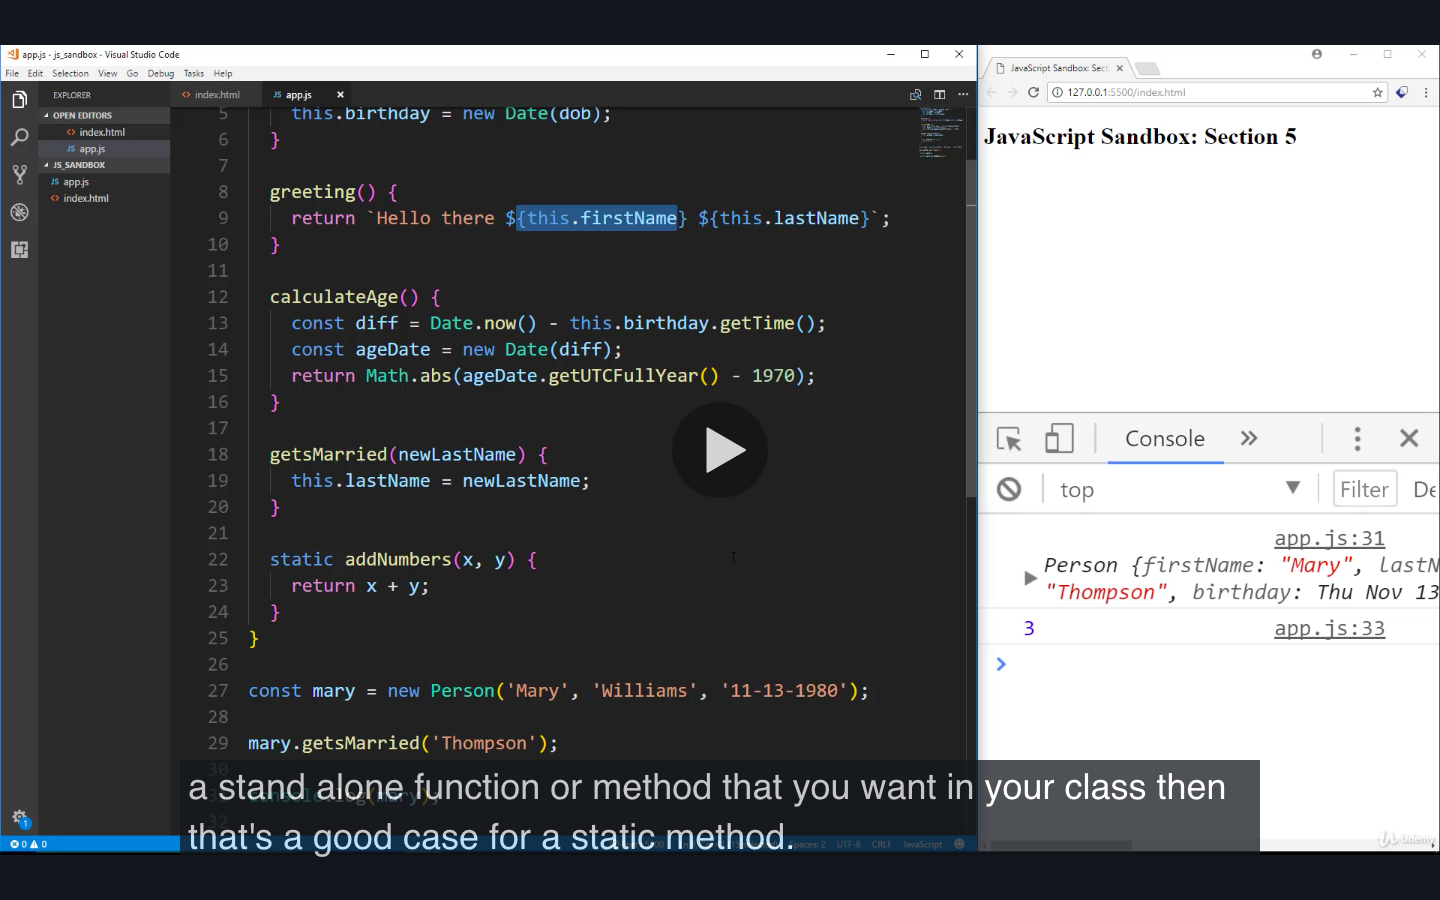 app.js - js_sandbox - Visual Studio Code
File Edit Selection View Go Debug Tasks Help
EXPLORER
OPEN EDITORS
index.html
app.js
JS_SANDBOX
app.js
index.html
index.html
app.js
5 this.birthday = new Date(dob);
6 }
7
8 greeting() {
9 return `Hello there ${this.firstName} ${this.lastName}`;
10 }
11
12 calculateAge() {
13 const diff = Date.now() - this.birthday.getTime();
14 const ageDate = new Date(diff);
15 return Math.abs(ageDate.getUTCFullYear() - 1970);
16 }
17
18 getsMarried(newLastName) {
19 this.lastName = newLastName;
20 }
21
22 static addNumbers(x, y) {
23 return x + y;
24 }
25 }
26
27 const mary = new Person('Mary', 'Williams', '11-13-1980');
28
29 mary.getsMarried('Thompson');
30
console.log(mary);
32
a stand alone function or method that you want in your class then
that's a good case for a static method.
0 0
Spaces: 2 UTF-8 CRLF JavaScript
1
JavaScript Sandbox: Sect
127.0.0.1:5500/index.html
JavaScript Sandbox: Section 5
Console
top Filter De
app.js:31
Person {firstName: "Mary", lastN
"Thompson", birthday: Thu Nov 13
3 app.js:33
Udemy